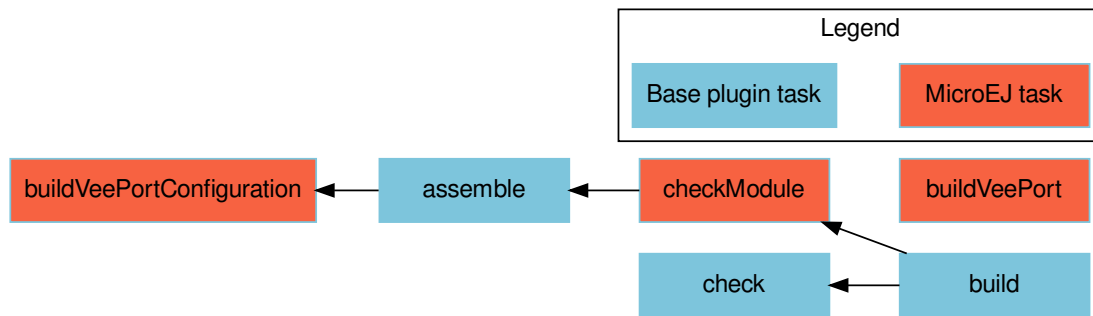 Legend
Base plugin task
MicroEJ task
buildVeePortConfiguration
assemble
checkModule
buildVeePort
check
build